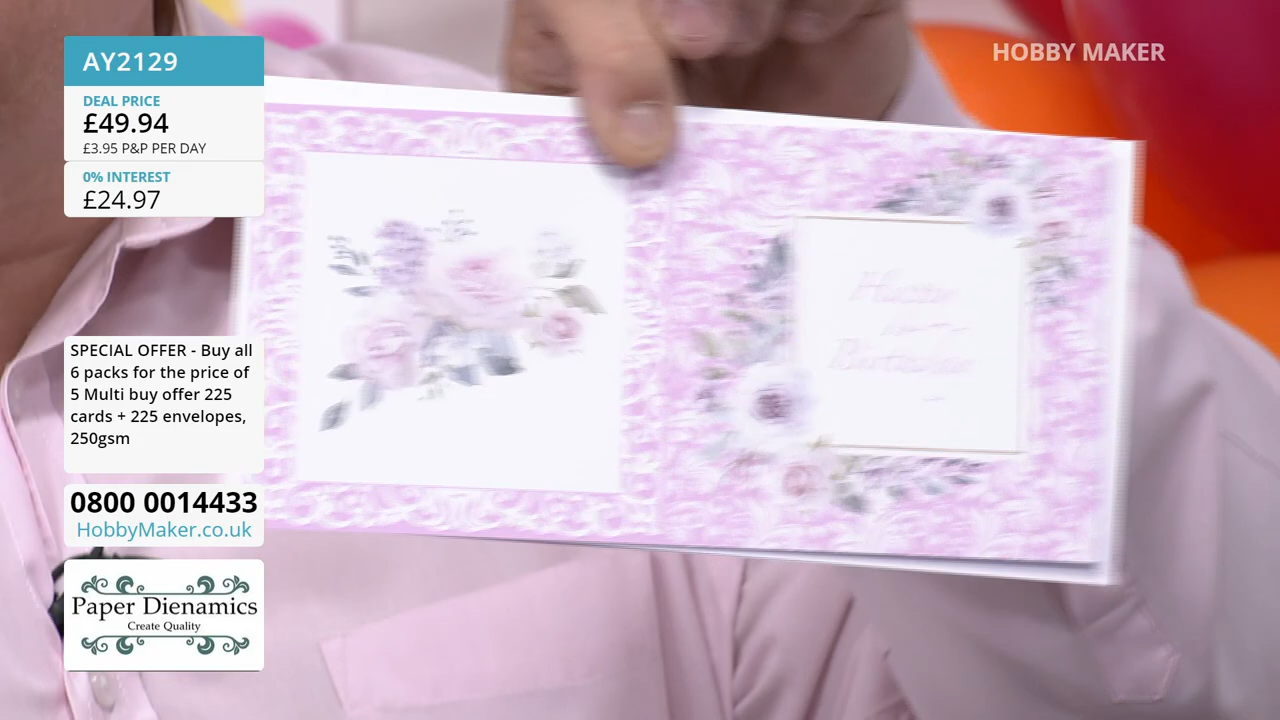 AY2129
HOBBY MAKER
DEAL PRICE
£49.94
£3.95 P&P PER DAY
0% INTEREST
£24.97
SPECIAL OFFER - Buy all
6 packs for the price of
5 Multi buy offer 225
cards + 225 envelopes,
250gsm
0800 0014433
HobbyMaker.co.uk
Paper Dienamics
Create Quality